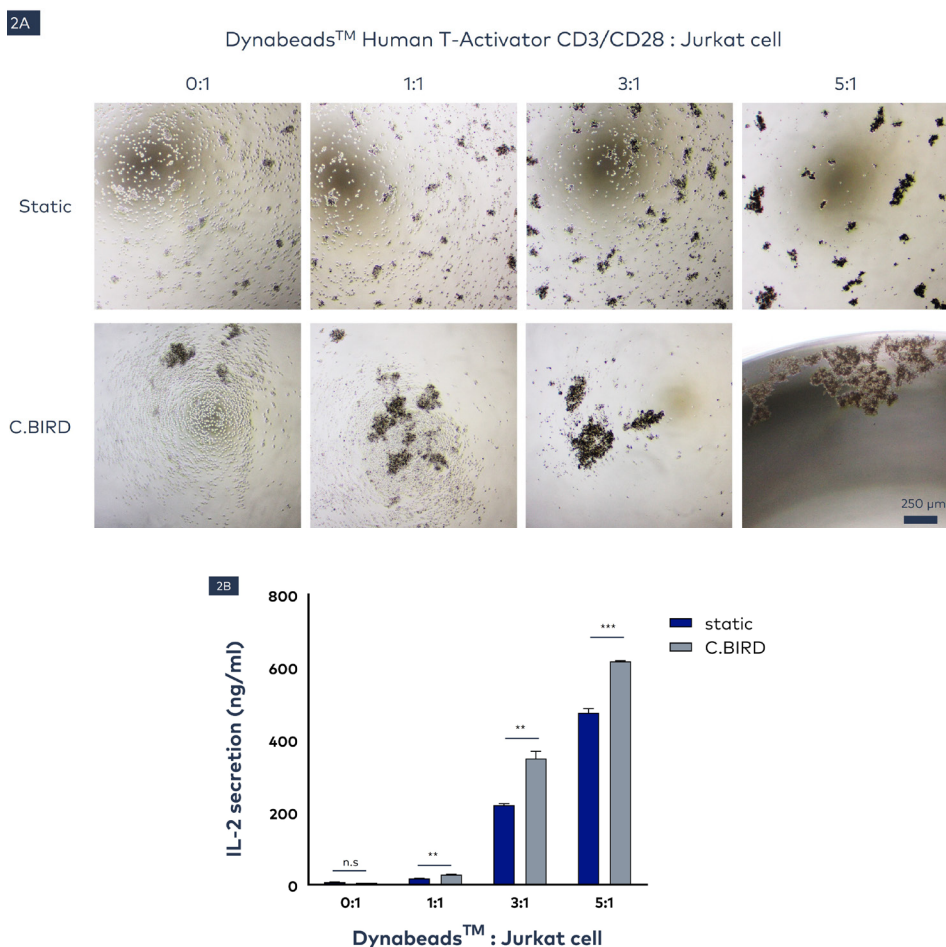 2A
Dynabeads™ Human T-Activator CD3/CD28 : Jurkat cell
0:1 1:1 3:1 5:1
Static
C.BIRD
250 µm
2B
IL-2 secretion (ng/ml)
800
600
400
200
0
n.s
**
**
***
static
C.BIRD
0:1 1:1 3:1 5:1
Dynabeads™ : Jurkat cell